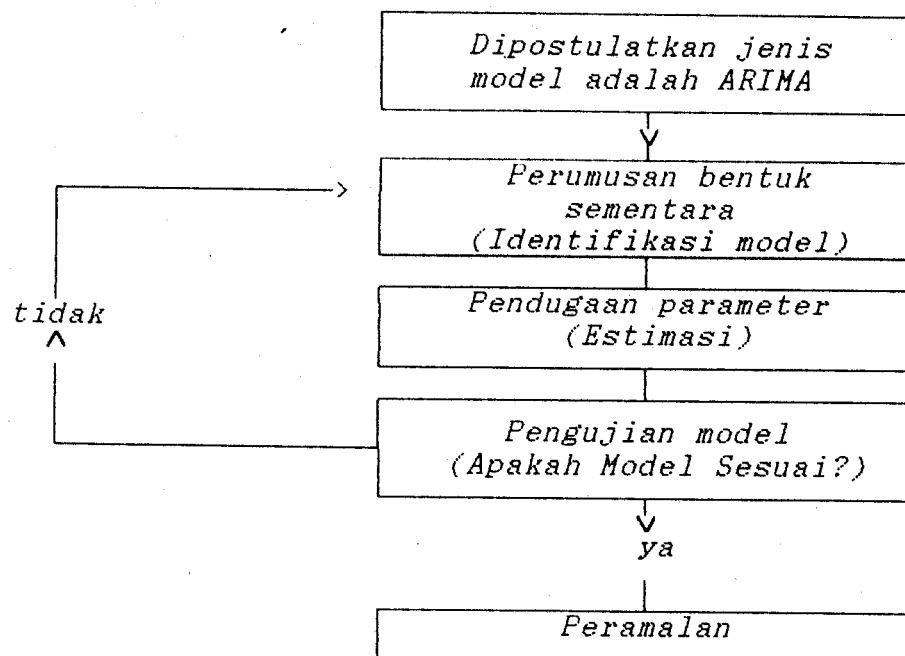 Dipostulatkan jenis
model adalah ARIMA
Perumusan bentuk
sementara
(Identifikasi model)
tidak
Pendugaan parameter
(Estimasi)
Pengujian model
(Apakah Model Sesuai?)
ya
Peramalan